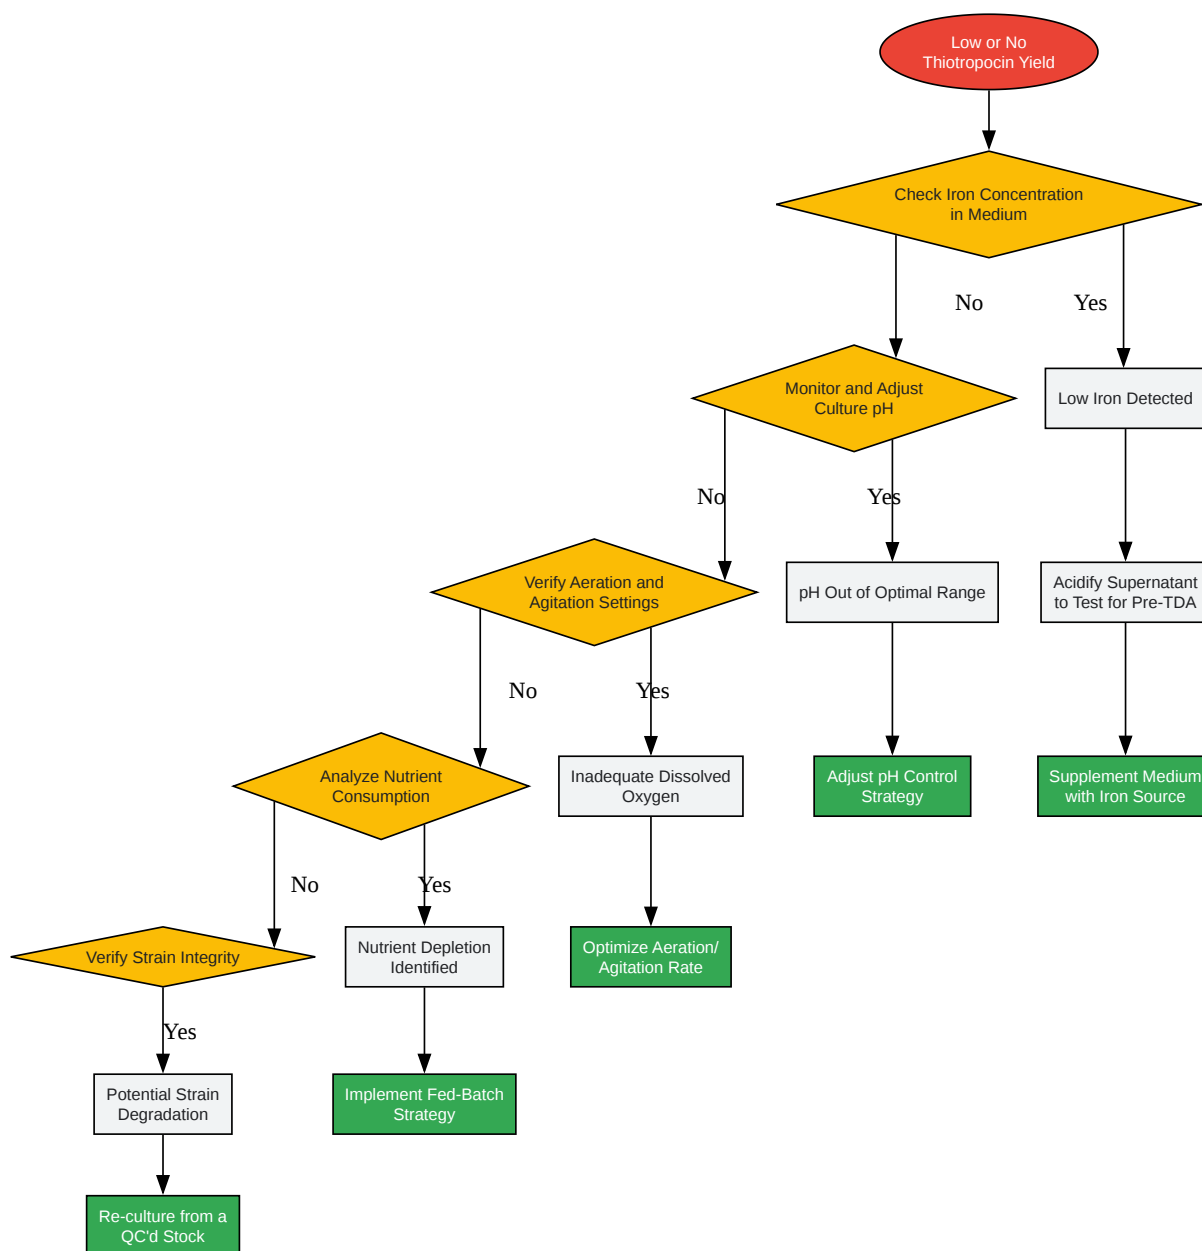 Low or No
Thiotropocin Yield
Check Iron Concentration
in Medium
No
Yes
Monitor and Adjust
Culture pH
Low Iron Detected
No
Yes
Verify Aeration and
Agitation Settings
pH Out of Optimal Range
Acidify Supernatant
to Test for Pre-TDA
No
Yes
Analyze Nutrient
Consumption
Inadequate Dissolved
Oxygen
Adjust pH Control
Strategy
Supplement Medium
with Iron Source
No
Yes
Verify Strain Integrity
Nutrient Depletion
Identified
Optimize Aeration/
Agitation Rate
Yes
Potential Strain
Degradation
Implement Fed-Batch
Strategy
Re-culture from a
QC'd Stock